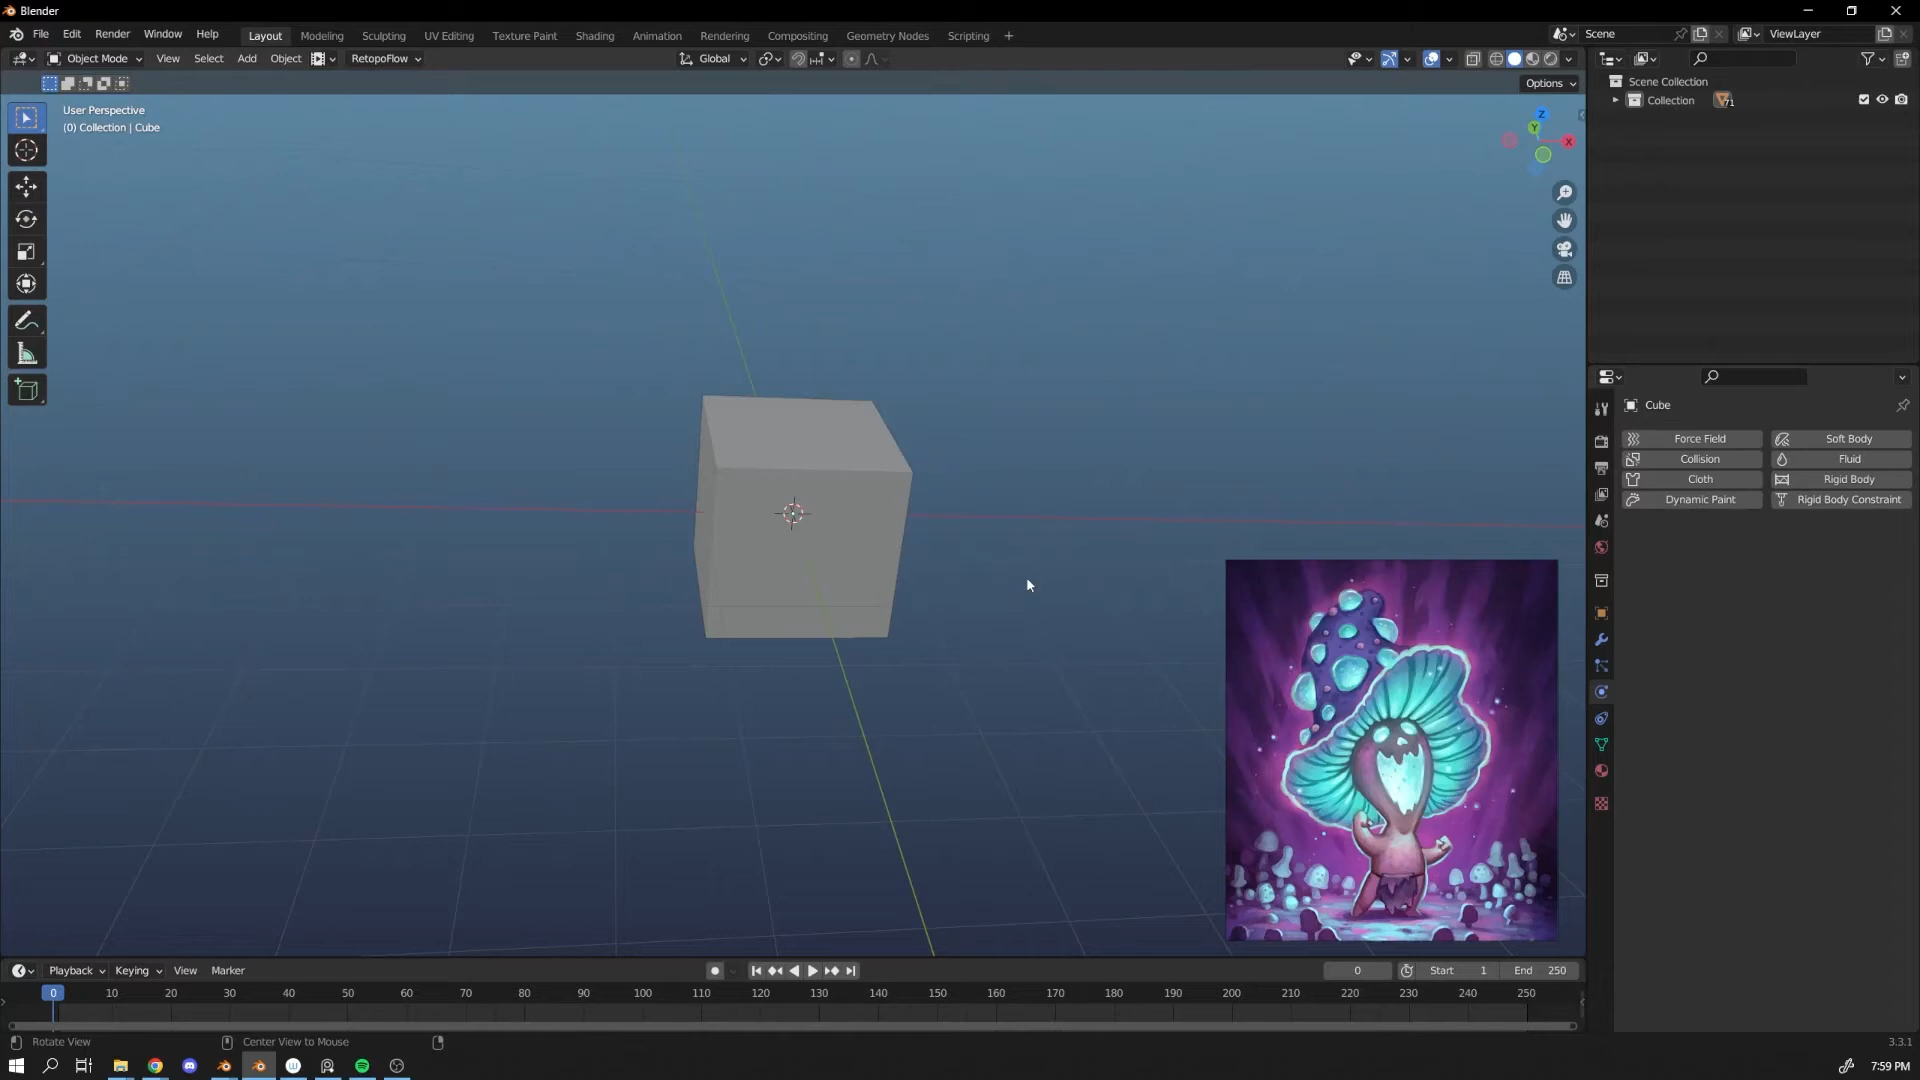 Blender
File Edit Render Window Help Layout Modeling Sculpting UV Editing Texture Paint Shading Animation Rendering Compositing Geometry Nodes Scripting + Scene ViewLayer
Object Mode View Select Add Object RetopoFlow Global
Options
Scene Collection
Collection 71
User Perspective
(0) Collection | Cube
Z
Y
X
Cube
Force Field Soft Body
Collision Fluid
Cloth Rigid Body
Dynamic Paint Rigid Body Constraint
Playback Keying View Marker 0 Start 1 End 250
0 10 20 30 40 50 60 70 80 90 100 110 120 130 140 150 160 170 180 190 200 210 220 230 240 250
Rotate View Center View to Mouse 3.3.1
7:59 PM